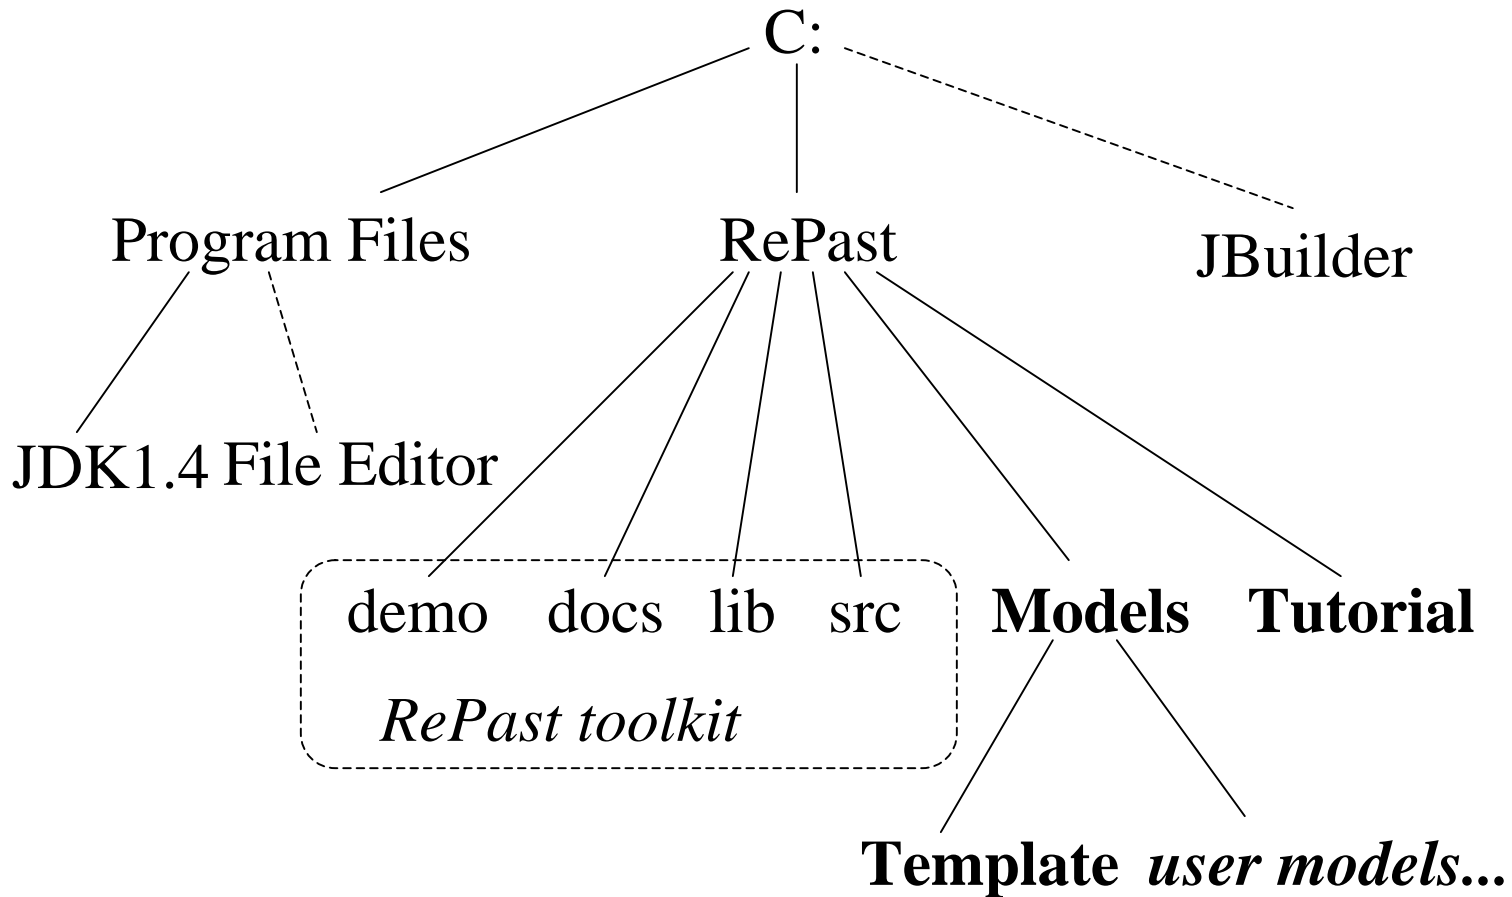 C:
Program Files
RePast
JBuilder
JDK1.4
File Editor
demo
docs
lib
src
Models
Tutorial
RePast toolkit
Template
user models...